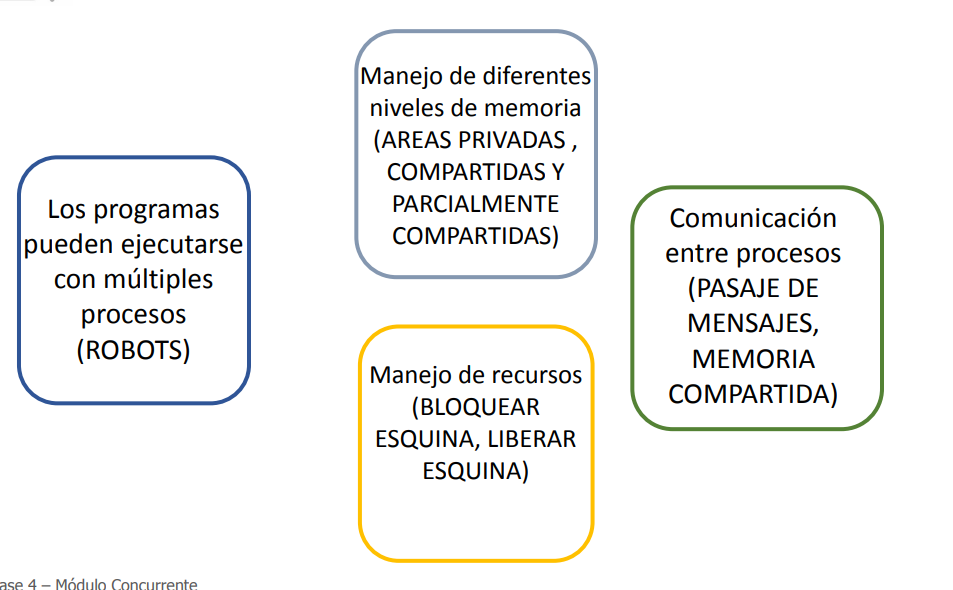 Los programas
pueden ejecutarse
con múltiples
procesos
(ROBOTS)
Manejo de diferentes
niveles de memoria
(AREAS PRIVADAS ,
COMPARTIDAS Y
PARCIALMENTE
COMPARTIDAS)
Manejo de recursos
(BLOQUEAR
ESQUINA, LIBERAR
ESQUINA)
Comunicación
entre procesos
(PASAJE DE
MENSAJES,
MEMORIA
COMPARTIDA)
ase 4 – Módulo Concurrente